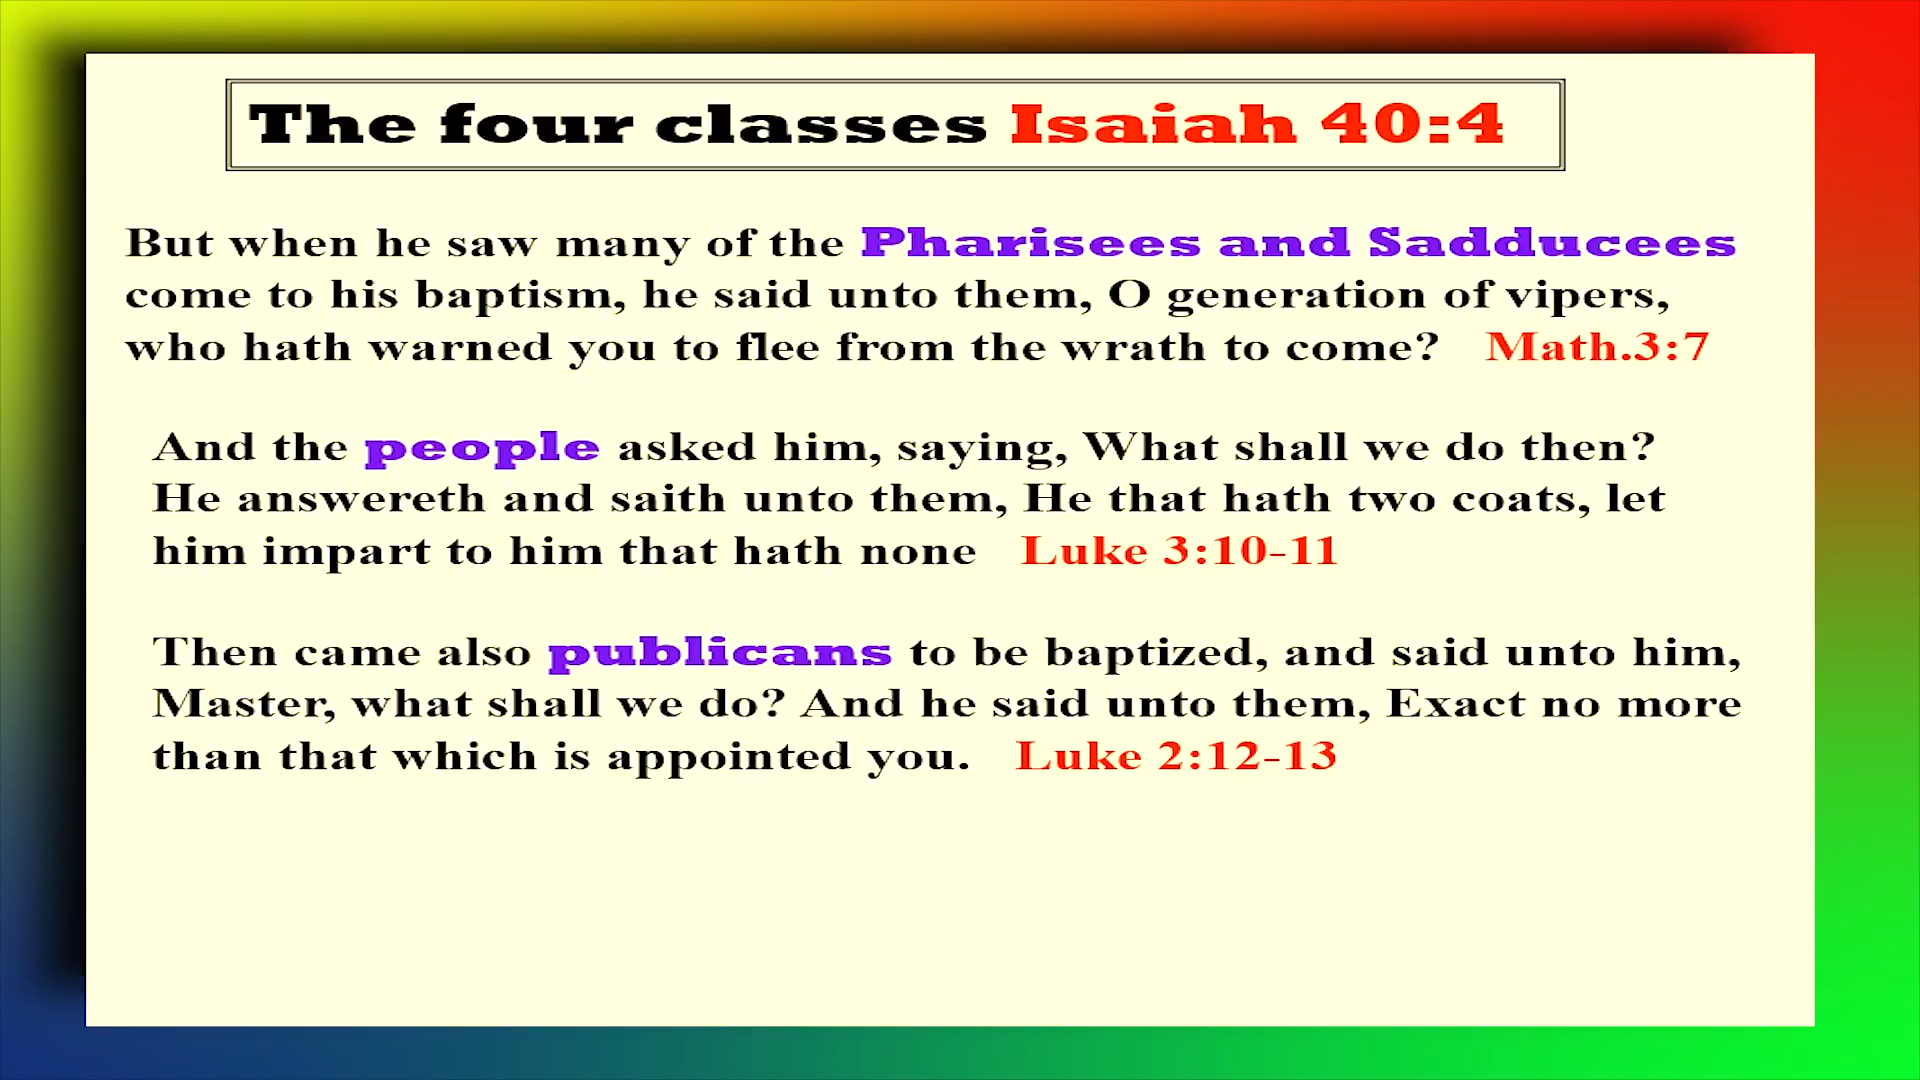 The four classes Isaiah 40:4
But when he saw many of the Pharisees and Sadducees
come to his baptism, he said unto them, O generation of vipers,
who hath warned you to flee from the wrath to come? Math.3:7
And the people asked him, saying, What shall we do then?
He answereth and saith unto them, He that hath two coats, let
him impart to him that hath none Luke 3:10-11
Then came also publicans to be baptized, and said unto him,
Master, what shall we do? And he said unto them, Exact no more
than that which is appointed you. Luke 2:12-13